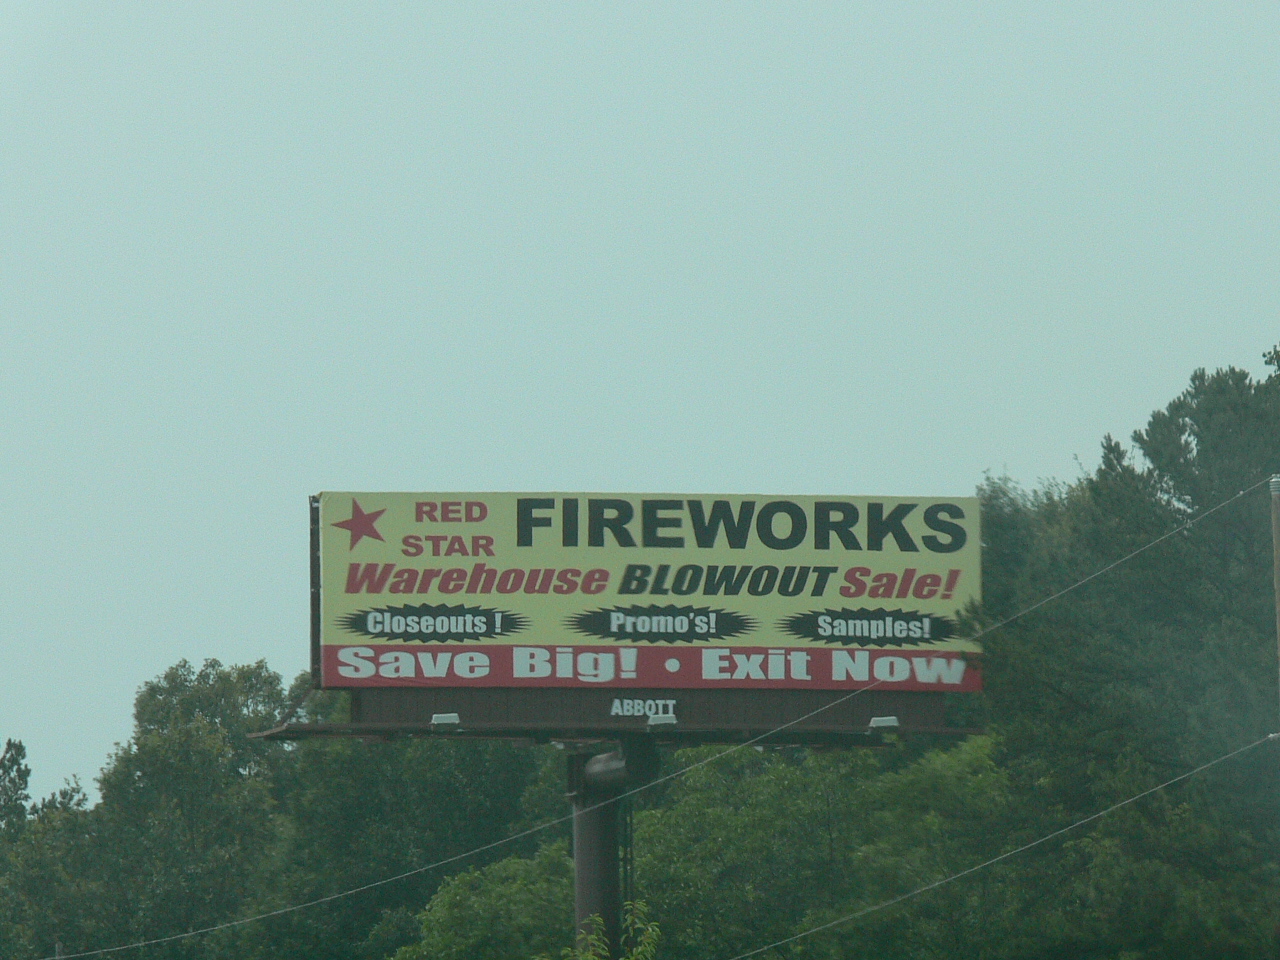 RED STAR FIREWORKS
Warehouse BLOWOUT Sale!
Closeouts ! Promo's! Samples!
Save Big! • Exit Now
ABBOTT